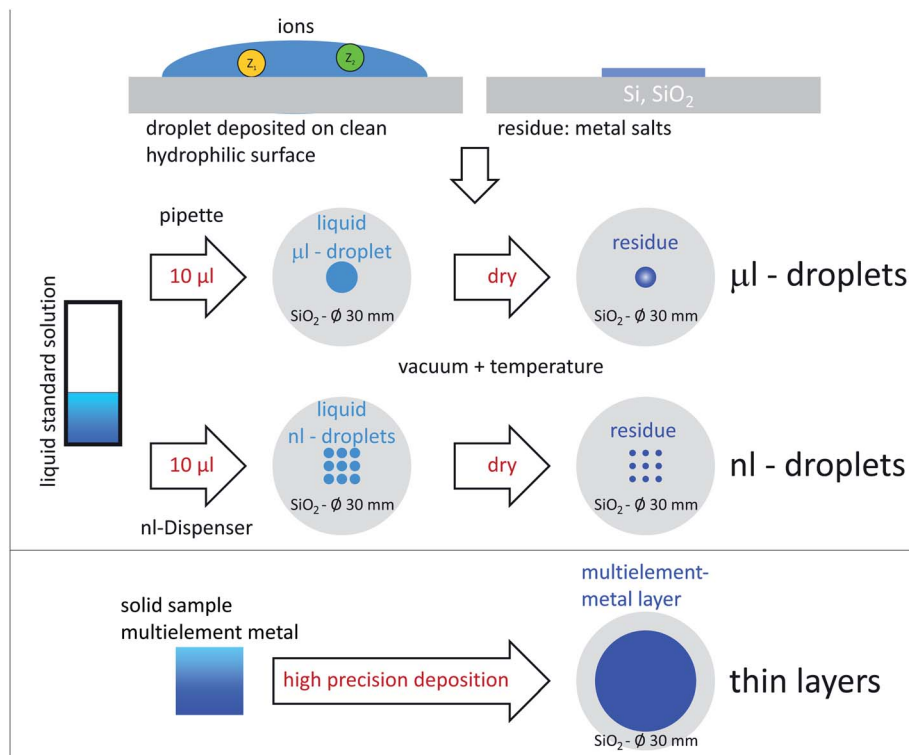 ions
Z₁
Z₂
Si, SiO₂
droplet deposited on clean
hydrophilic surface
residue: metal salts
pipette
10 µl
liquid
µl - droplet
SiO₂ - Ø 30 mm
dry
residue
SiO₂ - Ø 30 mm
µl - droplets
liquid standard solution
vacuum + temperature
10 µl
nl-Dispenser
liquid
nl - droplets
SiO₂ - Ø 30 mm
dry
residue
SiO₂ - Ø 30 mm
nl - droplets
solid sample
multielement metal
high precision deposition
multielement-
metal layer
SiO₂ - Ø 30 mm
thin layers